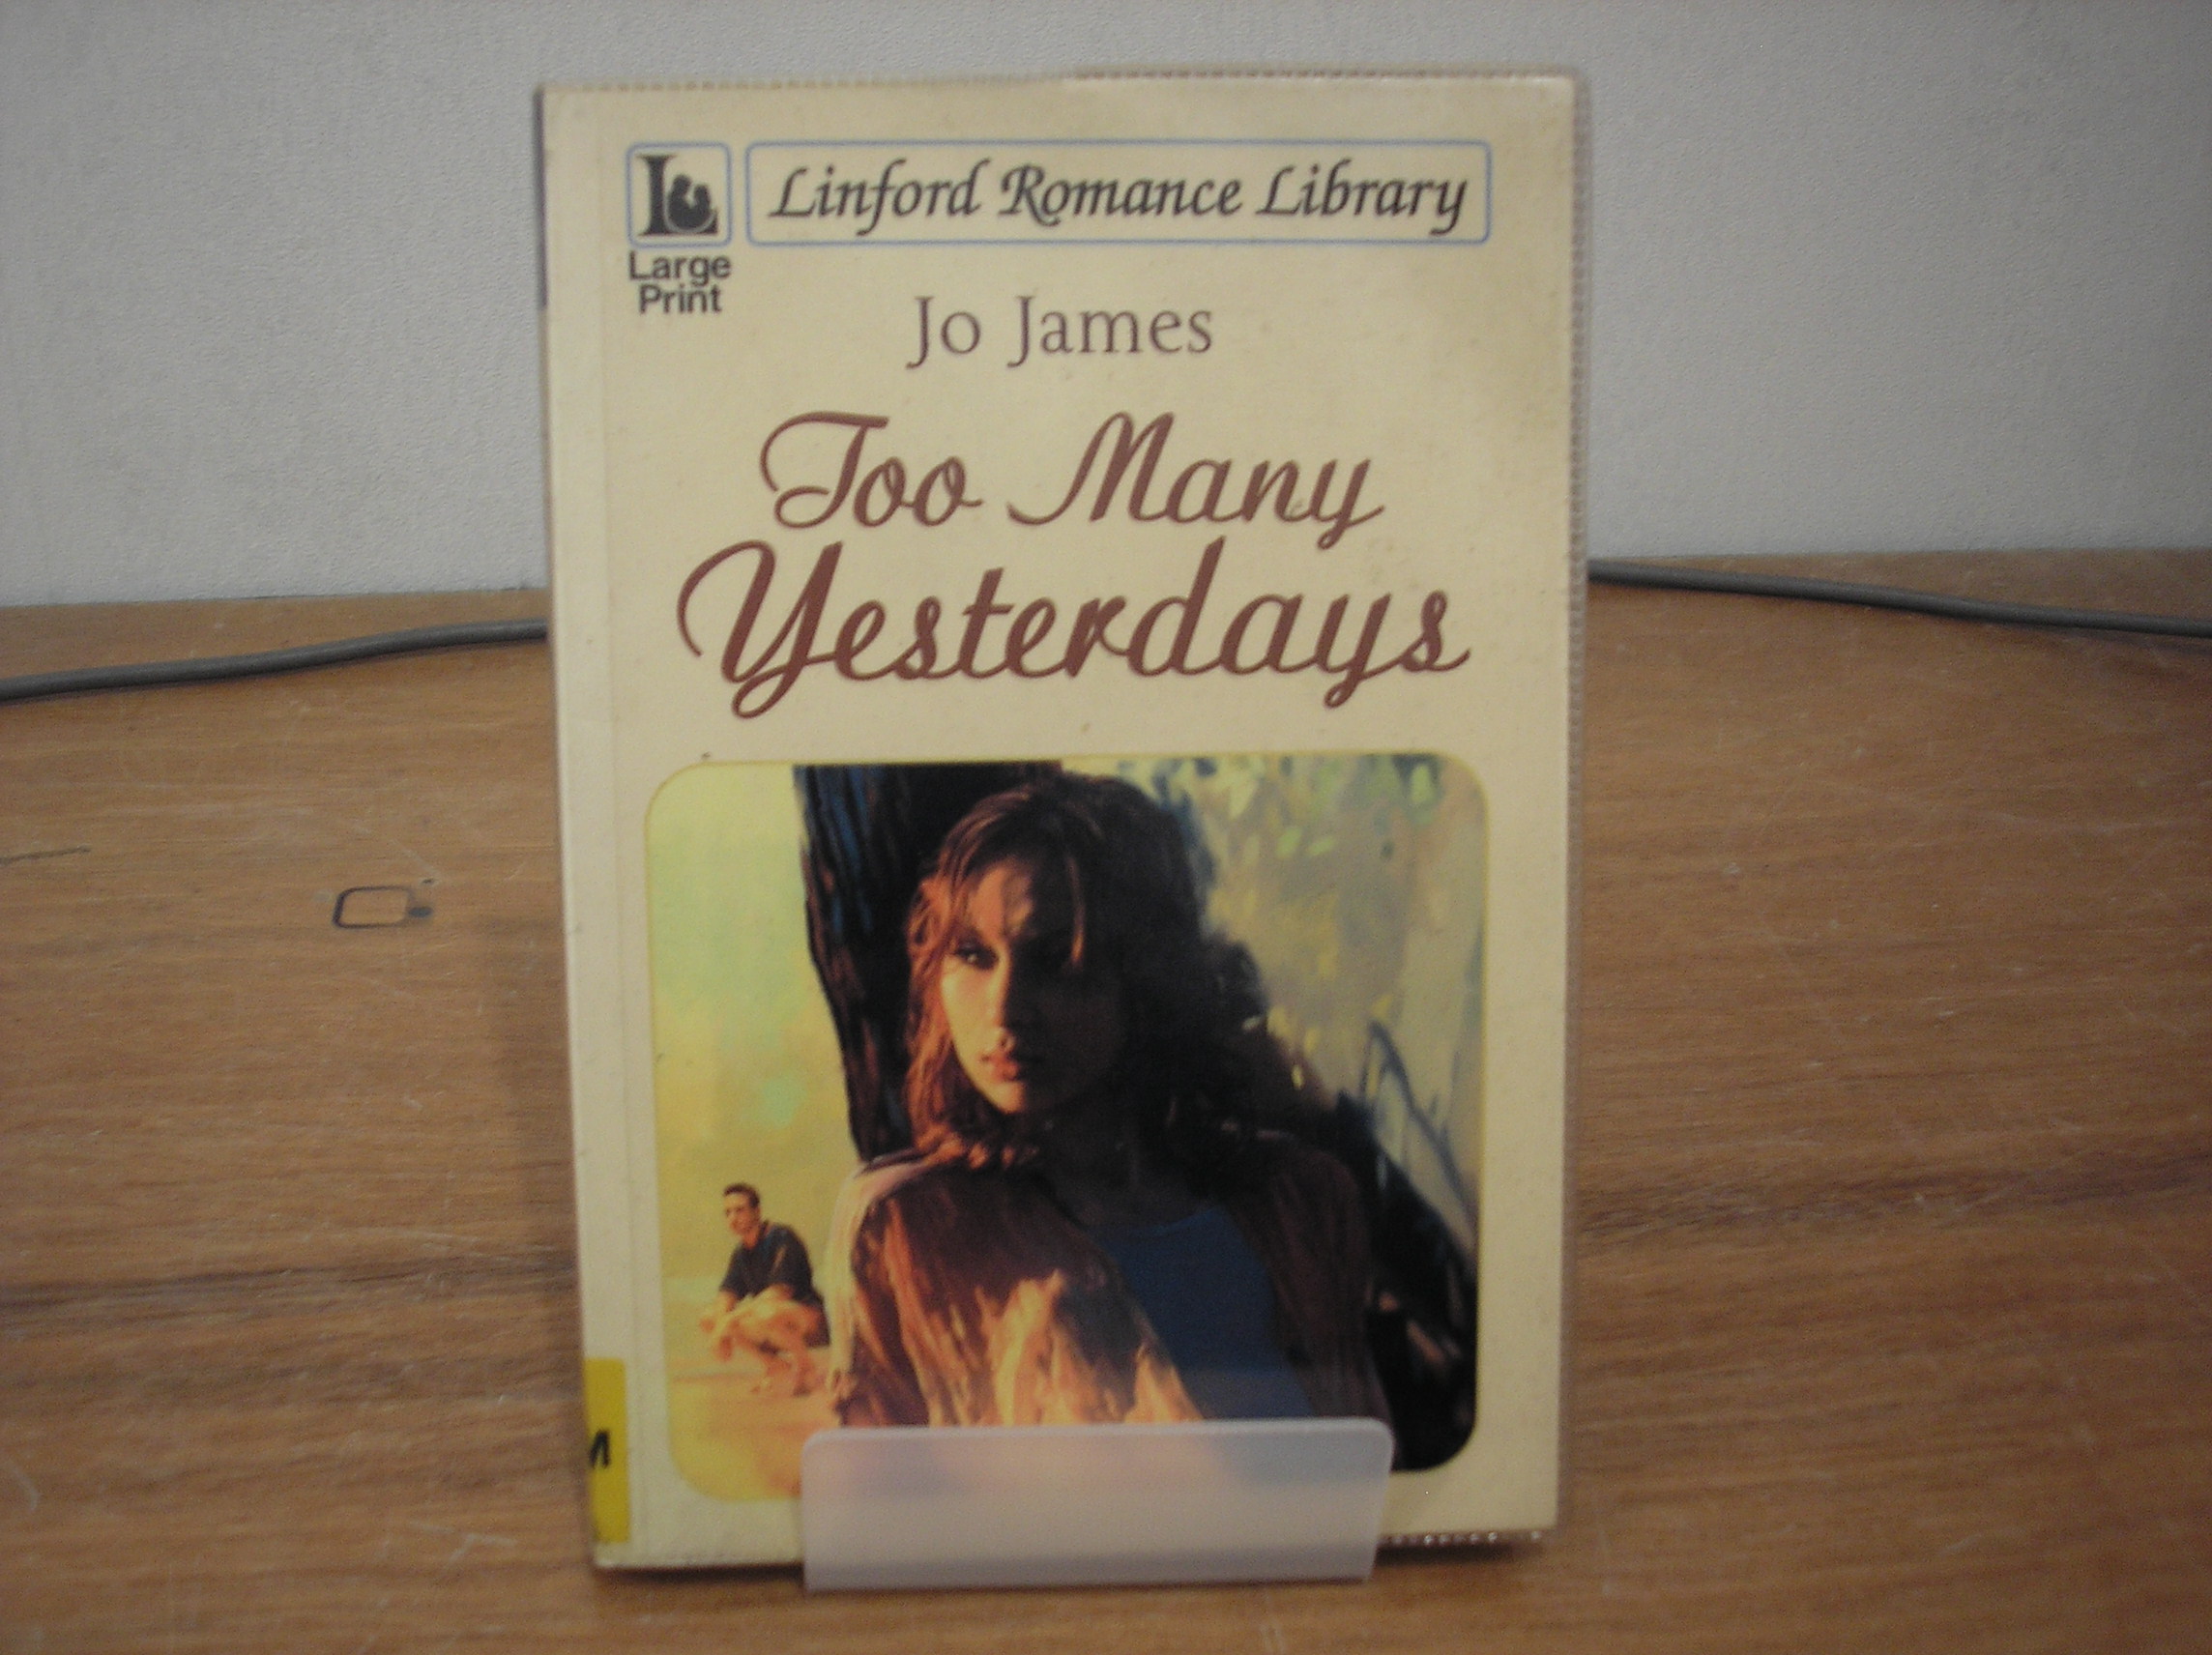 L
Linford Romance Library
Large
Print
Jo James
Too Many
Yesterdays
M